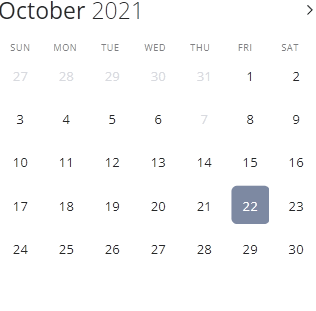 October 2021
SUN MON TUE WED THU FRI SAT
27 28 29 30 31 1 2
3 4 5 6 7 8 9
10 11 12 13 14 15 16
17 18 19 20 21 22 23
24 25 26 27 28 29 30